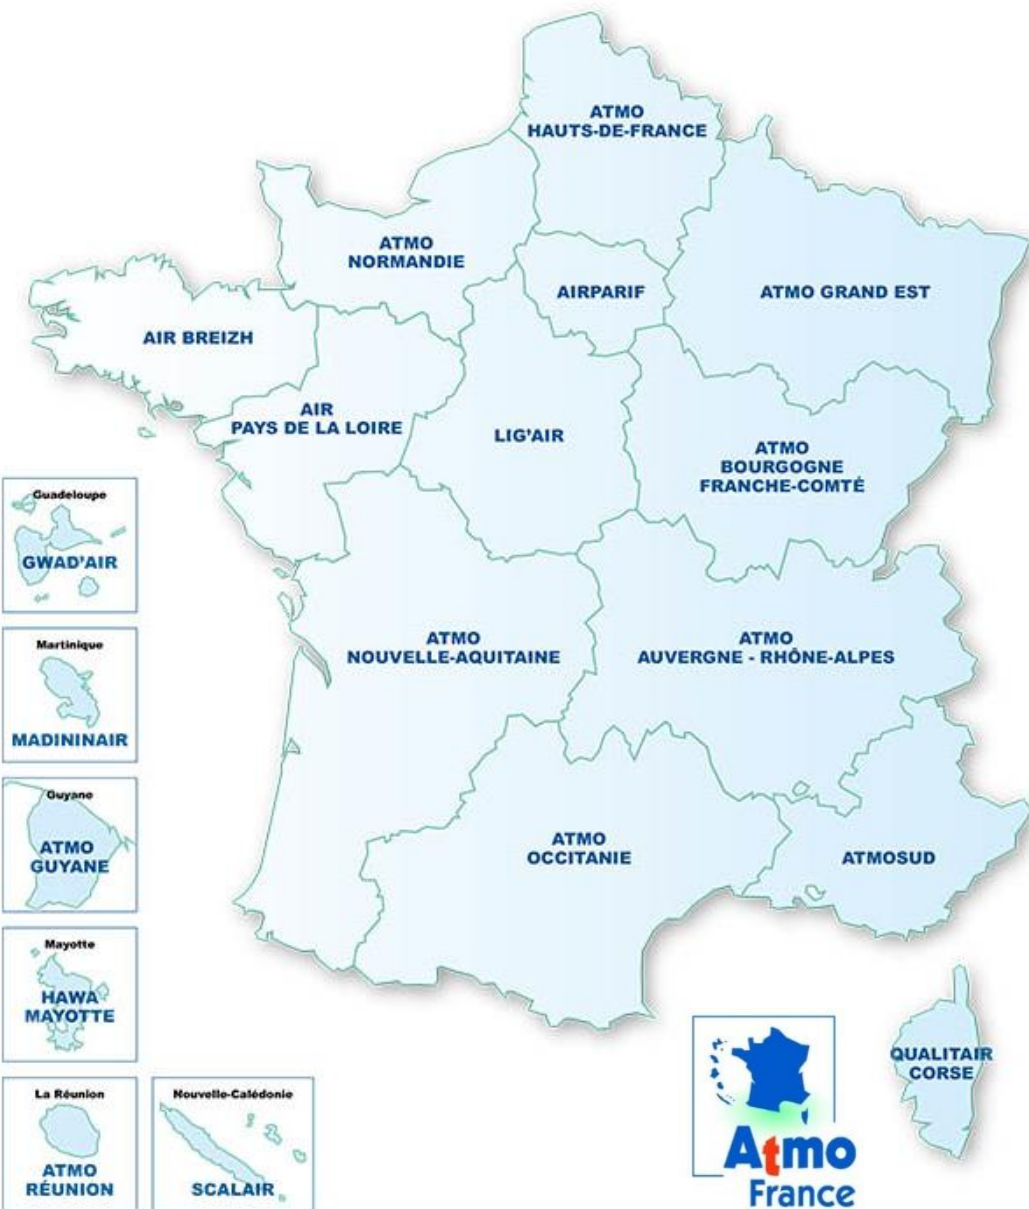 ATMO
HAUTS-DE-FRANCE
ATMO
NORMANDIE
AIRPARIF
ATMO GRAND EST
AIR BREIZH
AIR
PAYS DE LA LOIRE
LIG'AIR
ATMO
BOURGOGNE
FRANCHE-COMTÉ
Guadeloupe
GWAD'AIR
Martinique
MADININAIR
ATMO
NOUVELLE-AQUITAINE
ATMO
AUVERGNE - RHÔNE-ALPES
Guyane
ATMO
GUYANE
ATMO
OCCITANIE
ATMOSUD
Mayotte
HAWA
MAYOTTE
QUALITAIR
CORSE
La Réunion
ATMO
RÉUNION
Nouvelle-Calédonie
SCALAIR
Atmo
France